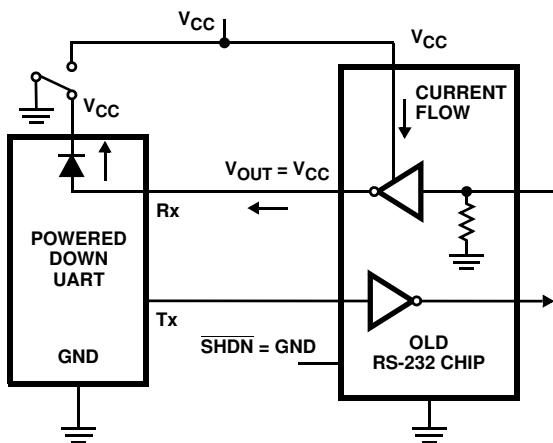 VCC
VCC
VCC
CURRENT
FLOW
VOUT = VCC
Rx
POWERED
DOWN
UART
Tx
GND
SHDN = GND
OLD
RS-232 CHIP